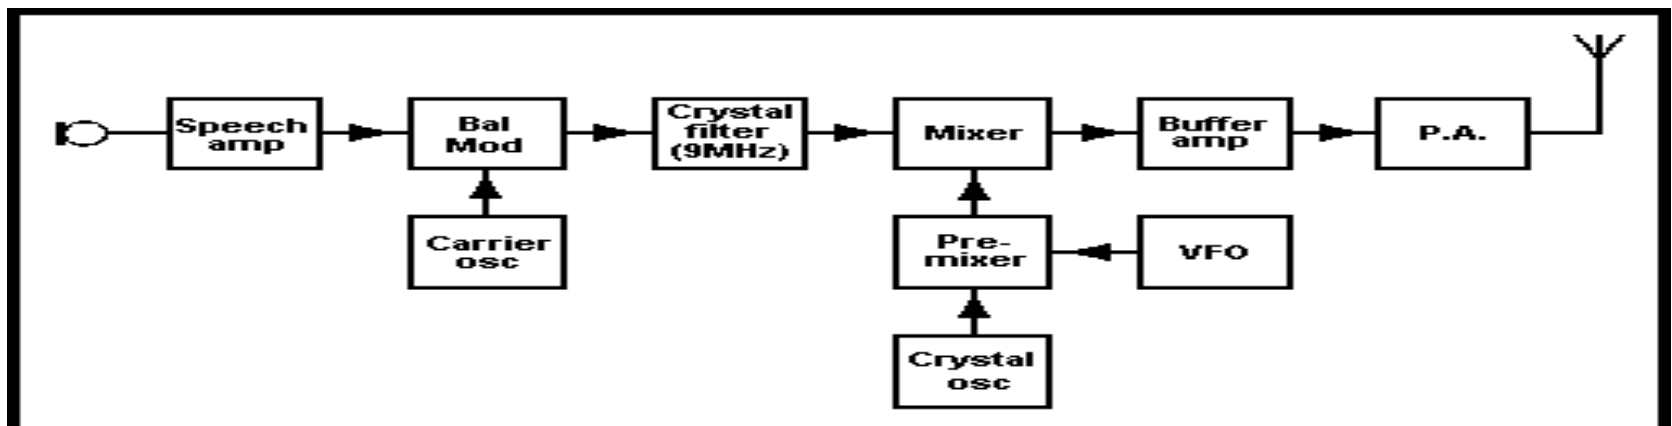 Speech
amp
Bal
Mod
Crystal
filter
(9MHz)
Mixer
Buffer
amp
P.A.
Carrier
osc
Pre-
mixer
VFO
Crystal
osc